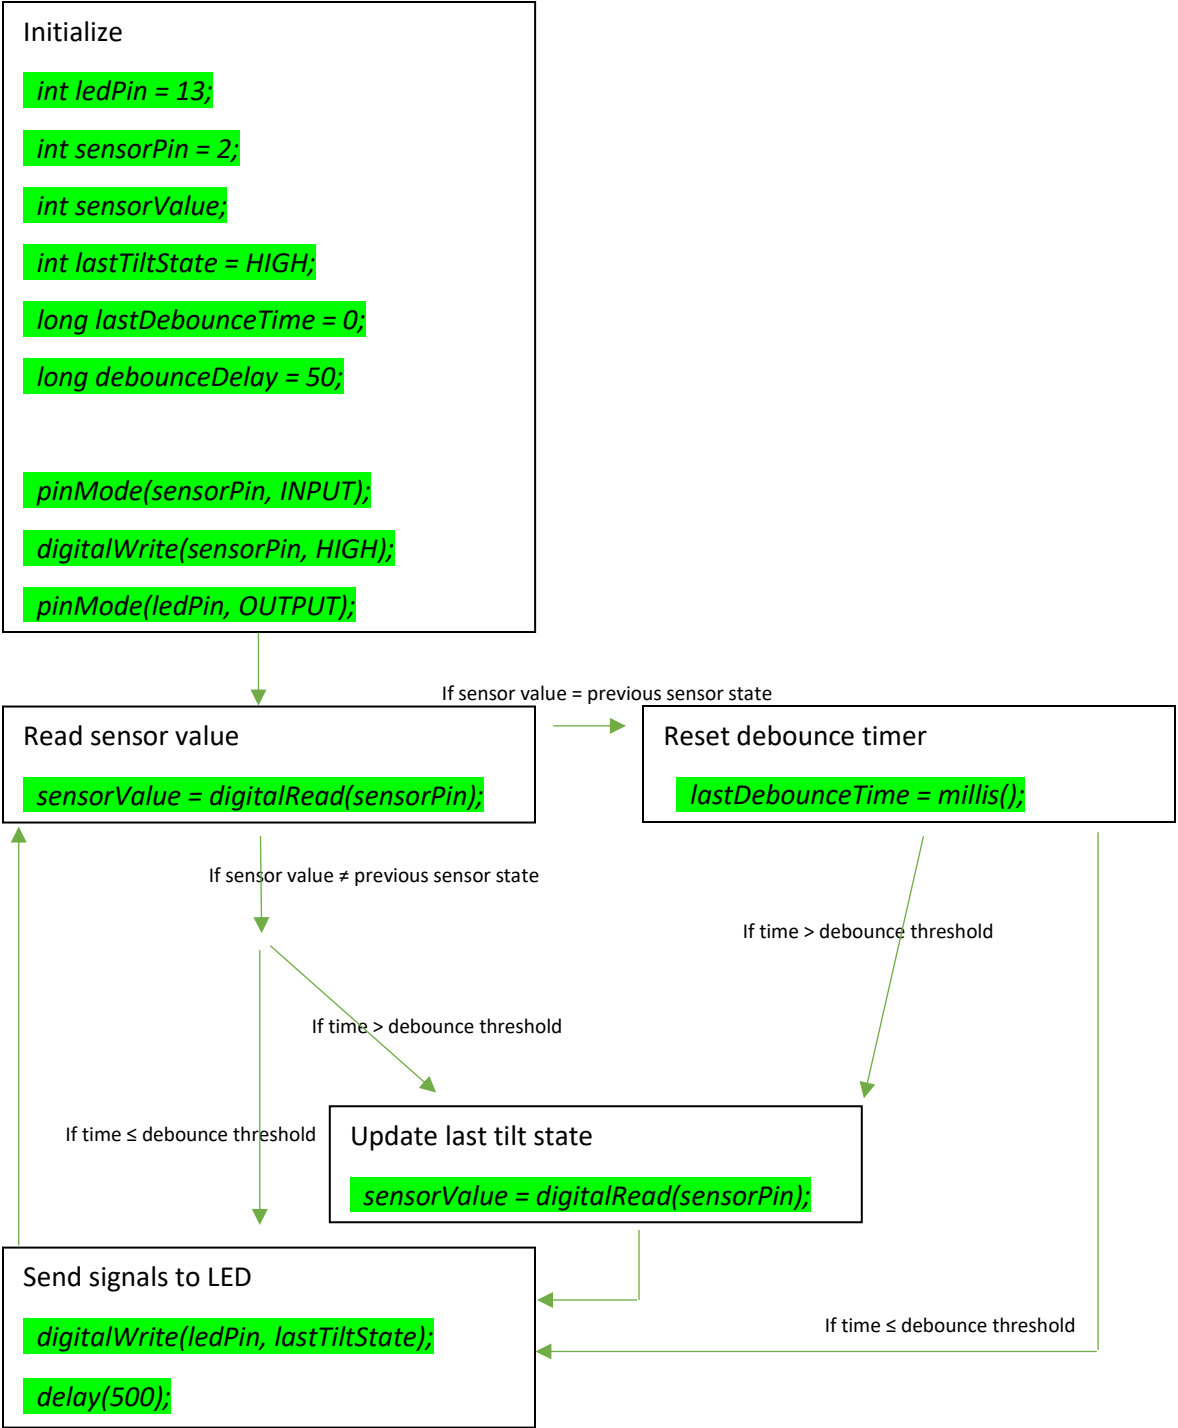 Initialize
int ledPin = 13;
int sensorPin = 2;
int sensorValue;
int lastTiltState = HIGH;
long lastDebounceTime = 0;
long debounceDelay = 50;
pinMode(sensorPin, INPUT);
digitalWrite(sensorPin, HIGH);
pinMode(ledPin, OUTPUT);
If sensor value = previous sensor state
Read sensor value
sensorValue = digitalRead(sensorPin);
Reset debounce timer
lastDebounceTime = millis();
If sensor value ≠ previous sensor state
If time > debounce threshold
If time > debounce threshold
If time ≤ debounce threshold
Update last tilt state
sensorValue = digitalRead(sensorPin);
Send signals to LED
digitalWrite(ledPin, lastTiltState);
delay(500);
If time ≤ debounce threshold